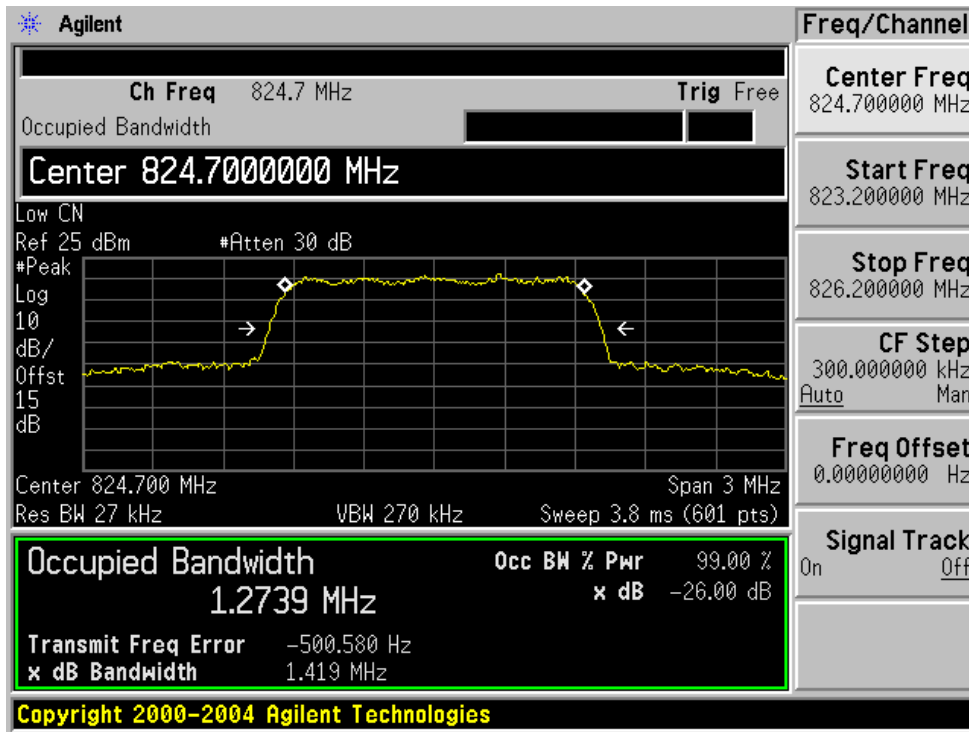 Agilent
Freq/Channel
Ch Freq 824.7 MHz Trig Free
Occupied Bandwidth
Center 824.7000000 MHz
Low CN
Ref 25 dBm #Atten 30 dB
#Peak
Log
10
dB/
Offst
15
dB
Center 824.700 MHz Span 3 MHz
Res BW 27 kHz VBW 270 kHz Sweep 3.8 ms (601 pts)
Occupied Bandwidth Occ BW % Pwr 99.00 %
1.2739 MHz x dB -26.00 dB
Transmit Freq Error -500.580 Hz
x dB Bandwidth 1.419 MHz
Copyright 2000-2004 Agilent Technologies
Center Freq
824.700000 MHz
Start Freq
823.200000 MHz
Stop Freq
826.200000 MHz
CF Step
300.000000 kHz
Auto Man
Freq Offset
0.00000000 Hz
Signal Track
On Off